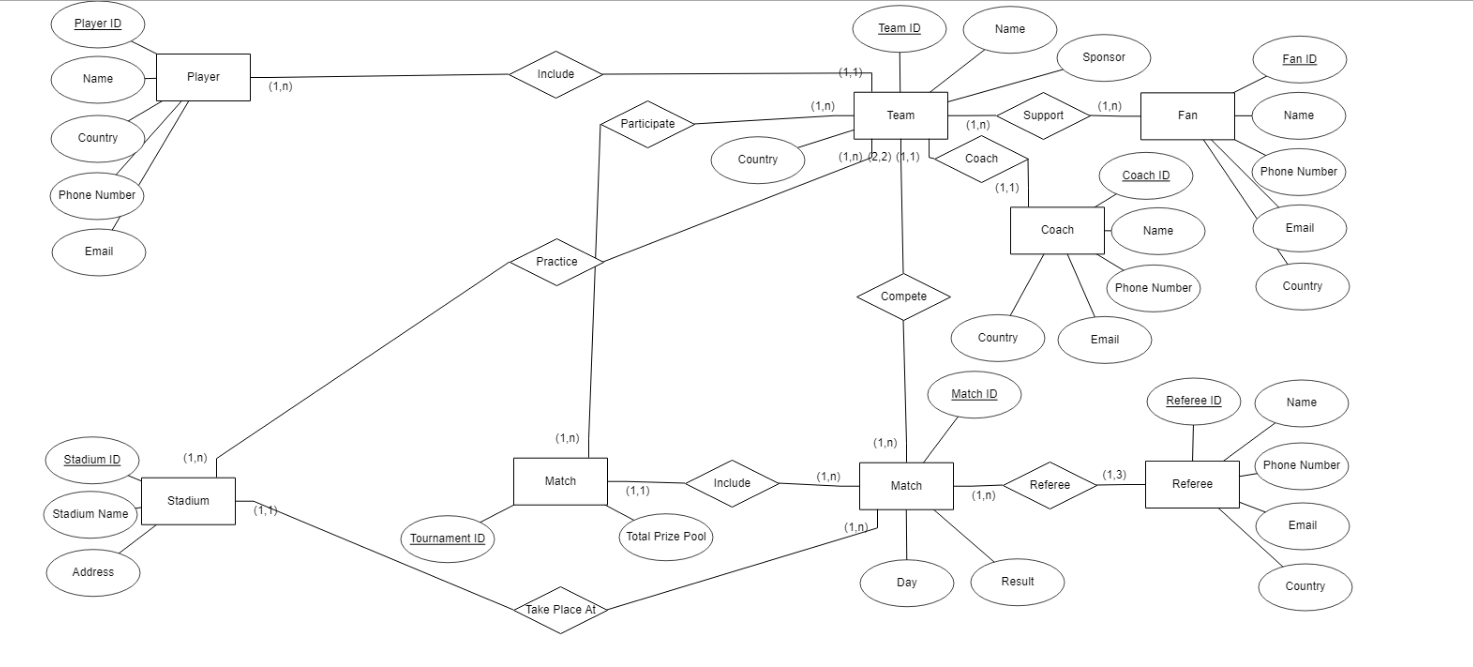 Player ID
Name
Player
Country
Phone Number
Email
(1,n)
Include
(1,1)
Participate
(1,n)
Team ID
Name
Sponsor
Team
Country
(1,n) (2,2) (1,1)
(1,n)
Support
(1,n)
Fan ID
Fan
Name
Phone Number
Email
Country
Coach
(1,1)
Coach ID
Coach
Name
Phone Number
Country
Email
Practice
Compete
(1,n)
Stadium ID
Stadium
Stadium Name
Address
(1,1)
(1,n)
Match
(1,1)
Tournament ID
Total Prize Pool
Include
(1,n)
(1,n)
Match ID
Match
(1,n)
(1,n)
Day
Result
Referee
(1,3)
Referee ID
Name
Referee
Phone Number
Email
Country
Take Place At